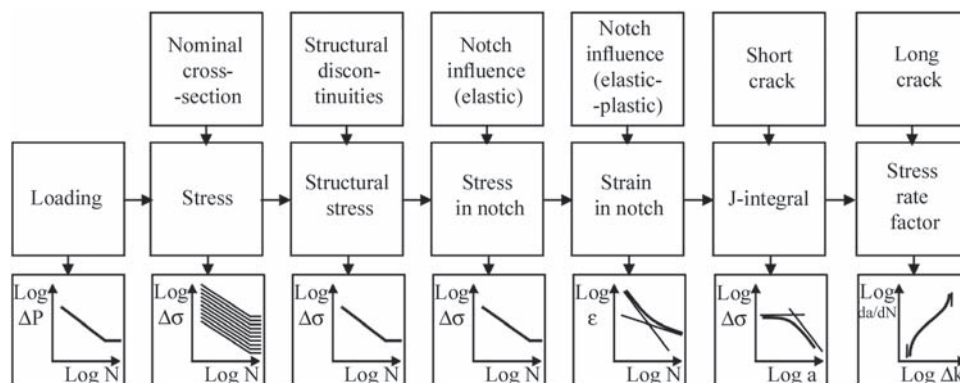 Nominal
cross-
-section
Structural
discon-
tinuities
Notch
influence
(elastic)
Notch
influence
(elastic-
-plastic)
Short
crack
Long
crack
Loading
Stress
Structural
stress
Stress
in notch
Strain
in notch
J-integral
Stress
rate
factor
Log
ΔP
Log N
Log
Δσ
Log N
Log
Δσ
Log N
Log
Δσ
Log N
Log
ε
Log N
Log
Δσ
Log a
Log
da/dN
Log Δk